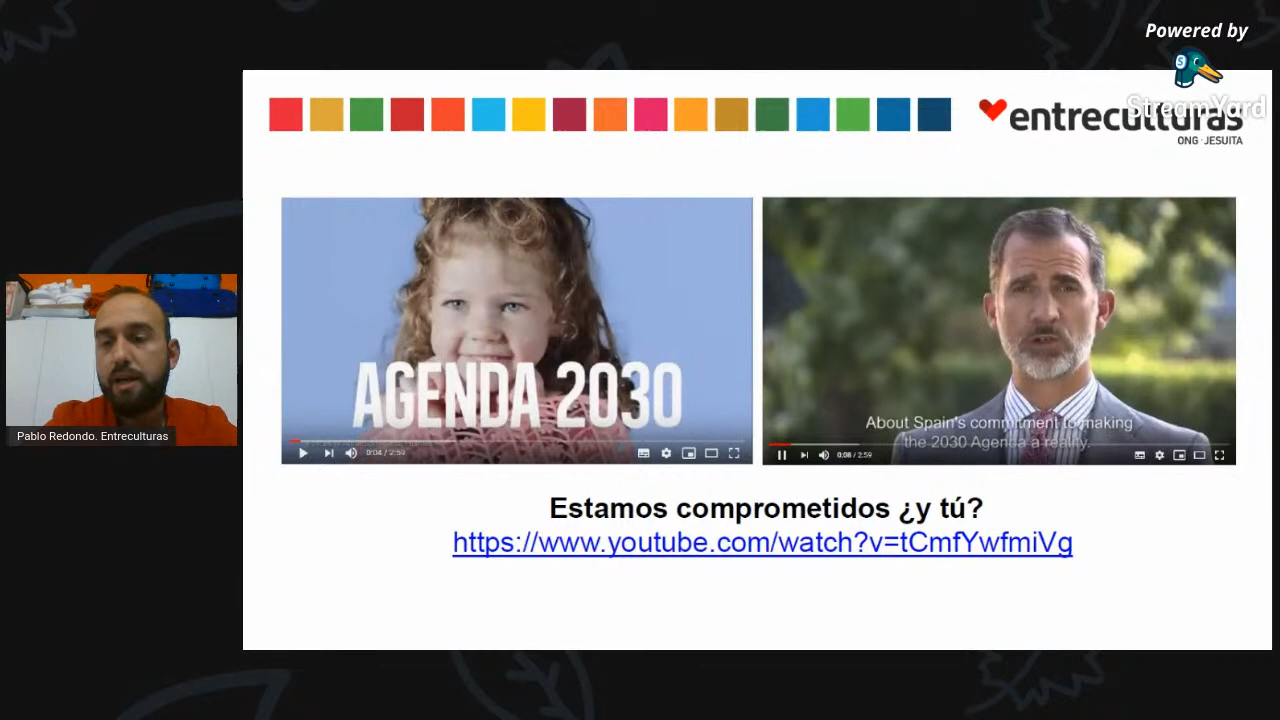 Powered by
StreamYard
entreculturas
ONG · JESUITA
AGENDA 2030
0:04 / 2:59
About Spain's commitment to making
the 2030 Agenda a reality.
0:08 / 2:59
Pablo Redondo. Entreculturas
Estamos comprometidos ¿y tú?
https://www.youtube.com/watch?v=tCmfYwfmiVg